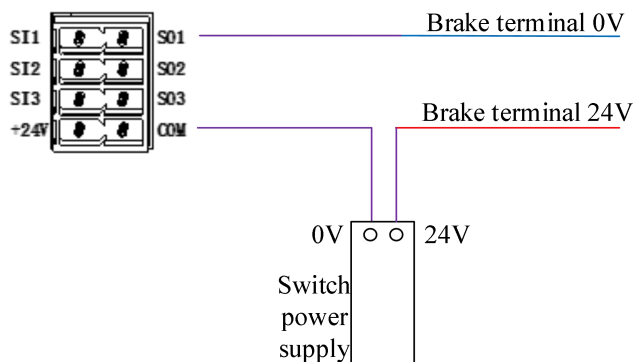 SI1 SO1 Brake terminal 0V
SI2 SO2
SI3 SO3
+24V COM Brake terminal 24V
0V 24V
Switch
power
supply